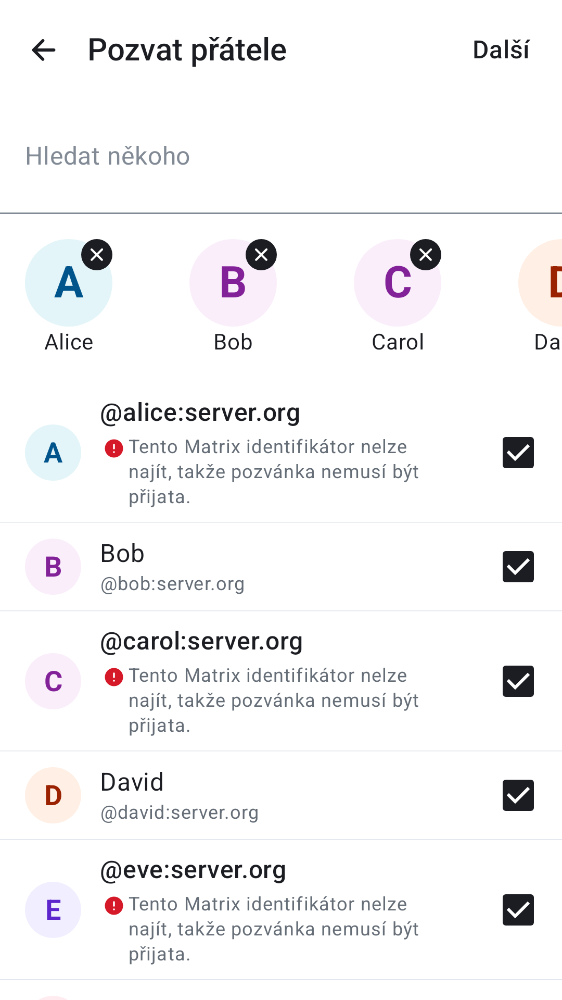 Pozvat přátele
Další
Hledat někoho
A
B
C
Alice
Bob
Carol
Da
@alice:server.org
A
Tento Matrix identifikátor nelze
najít, takže pozvánka nemusí být
přijata.
Bob
B
@bob:server.org
@carol:server.org
C
Tento Matrix identifikátor nelze
najít, takže pozvánka nemusí být
přijata.
David
D
@david:server.org
@eve:server.org
E
Tento Matrix identifikátor nelze
najít, takže pozvánka nemusí být
přijata.